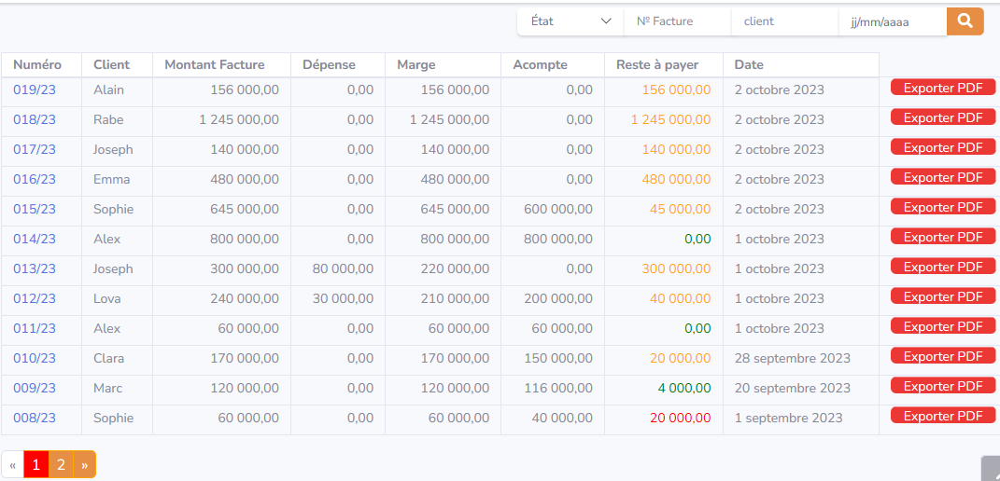 État Nº Facture client jj/mm/aaaa
Numéro Client Montant Facture Dépense Marge Acompte Reste à payer Date
019/23 Alain 156 000,00 0,00 156 000,00 0,00 156 000,00 2 octobre 2023 Exporter PDF
018/23 Rabe 1 245 000,00 0,00 1 245 000,00 0,00 1 245 000,00 2 octobre 2023 Exporter PDF
017/23 Joseph 140 000,00 0,00 140 000,00 0,00 140 000,00 2 octobre 2023 Exporter PDF
016/23 Emma 480 000,00 0,00 480 000,00 0,00 480 000,00 2 octobre 2023 Exporter PDF
015/23 Sophie 645 000,00 0,00 645 000,00 600 000,00 45 000,00 2 octobre 2023 Exporter PDF
014/23 Alex 800 000,00 0,00 800 000,00 800 000,00 0,00 1 octobre 2023 Exporter PDF
013/23 Joseph 300 000,00 80 000,00 220 000,00 0,00 300 000,00 1 octobre 2023 Exporter PDF
012/23 Lova 240 000,00 30 000,00 210 000,00 200 000,00 40 000,00 1 octobre 2023 Exporter PDF
011/23 Alex 60 000,00 0,00 60 000,00 60 000,00 0,00 1 octobre 2023 Exporter PDF
010/23 Clara 170 000,00 0,00 170 000,00 150 000,00 20 000,00 28 septembre 2023 Exporter PDF
009/23 Marc 120 000,00 0,00 120 000,00 116 000,00 4 000,00 20 septembre 2023 Exporter PDF
008/23 Sophie 60 000,00 0,00 60 000,00 40 000,00 20 000,00 1 septembre 2023 Exporter PDF
« 1 2 »